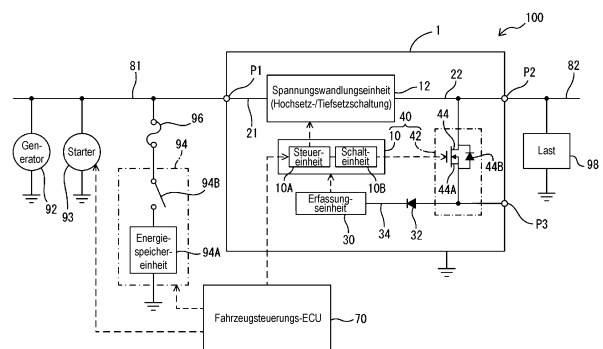 100
1
81
P1
Spannungswandlungseinheit
(Hochsetz-/Tiefsetzschaltung)
12
22
P2
82
21
96
40
10
42
44
94
Gen-
erator
Starter
Steuer-
einheit
Schalt-
einheit
44B
44A
Last
98
92
93
94B
10A
10B
Erfassungs-
einheit
30
34
32
P3
Energie-
speicher-
einheit
94A
Fahrzeugsteuerungs-ECU
70